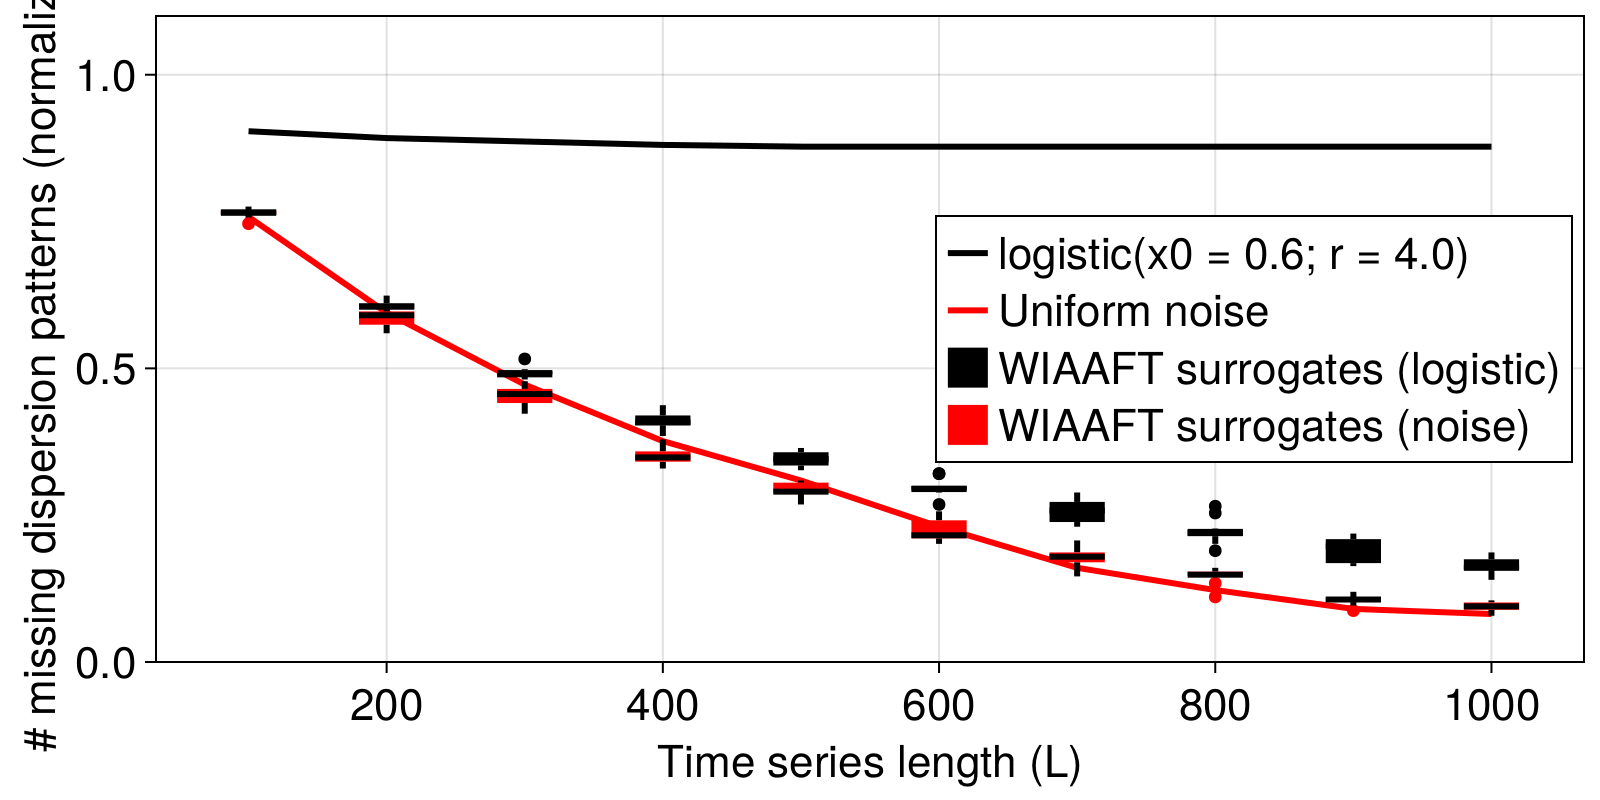 # missing dispersion patterns (normaliz
1.0
0.5
0.0
logistic(x0 = 0.6; r = 4.0)
Uniform noise
WIAAFT surrogates (logistic)
WIAAFT surrogates (noise)
200 400 600 800 1000
Time series length (L)